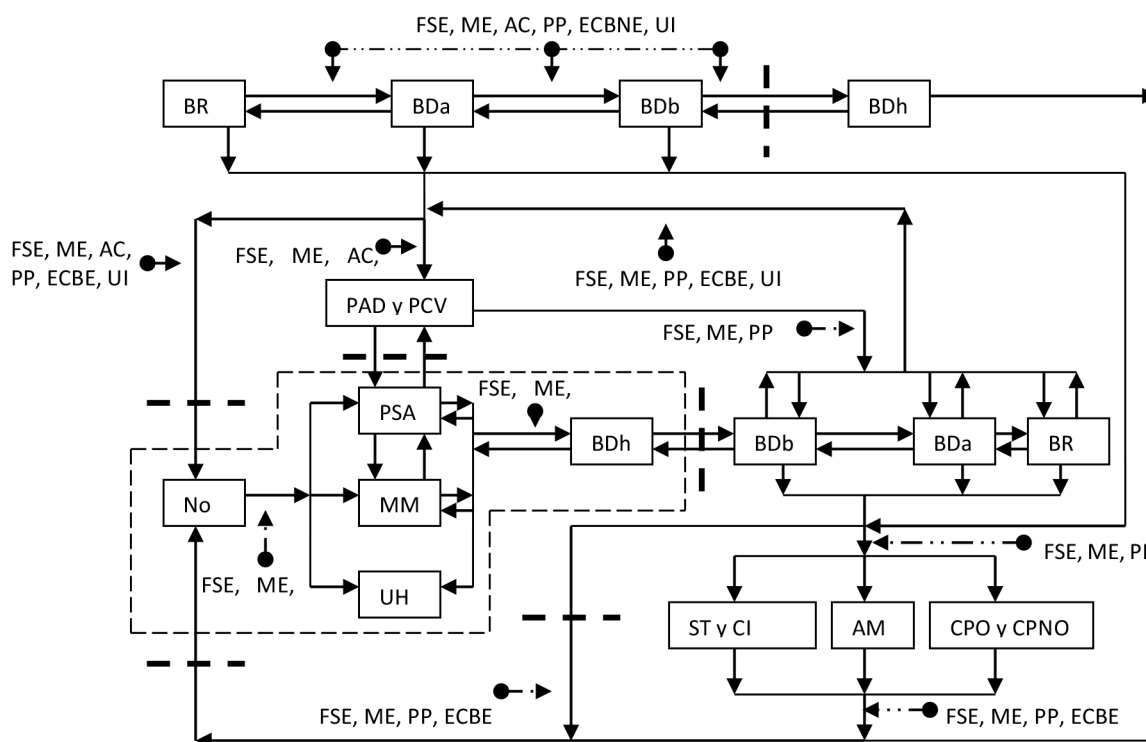 FSE, ME, AC, PP, ECBNE, UI
BR
BDa
BDb
BDh
FSE, ME, AC,
PP, ECBE, UI
FSE, ME, AC,
FSE, ME, PP, ECBE, UI
PAD y PCV
FSE, ME, PP
FSE, ME,
PSA
BDh
BDb
BDa
BR
No
MM
FSE, ME,
UH
FSE, ME, PP
ST y CI
AM
CPO y CPNO
FSE, ME, PP, ECBE
FSE, ME, PP, ECBE